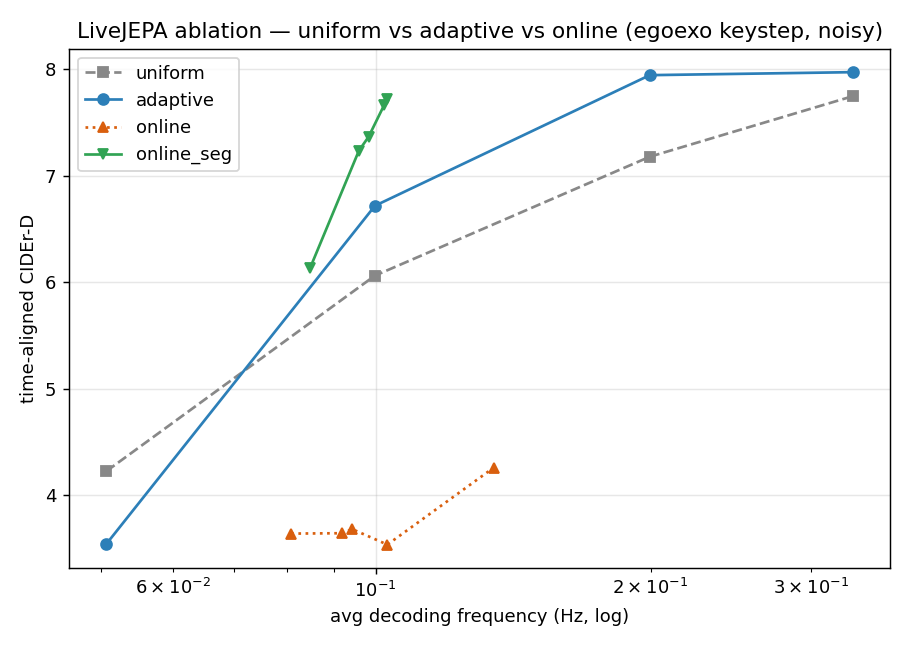 LiveJEPA ablation — uniform vs adaptive vs online (egoexo keystep, noisy)
uniform
adaptive
online
online_seg
8
7
6
5
4
time-aligned CIDEr-D
6 × 10⁻²
10⁻¹
2 × 10⁻¹
3 × 10⁻¹
avg decoding frequency (Hz, log)